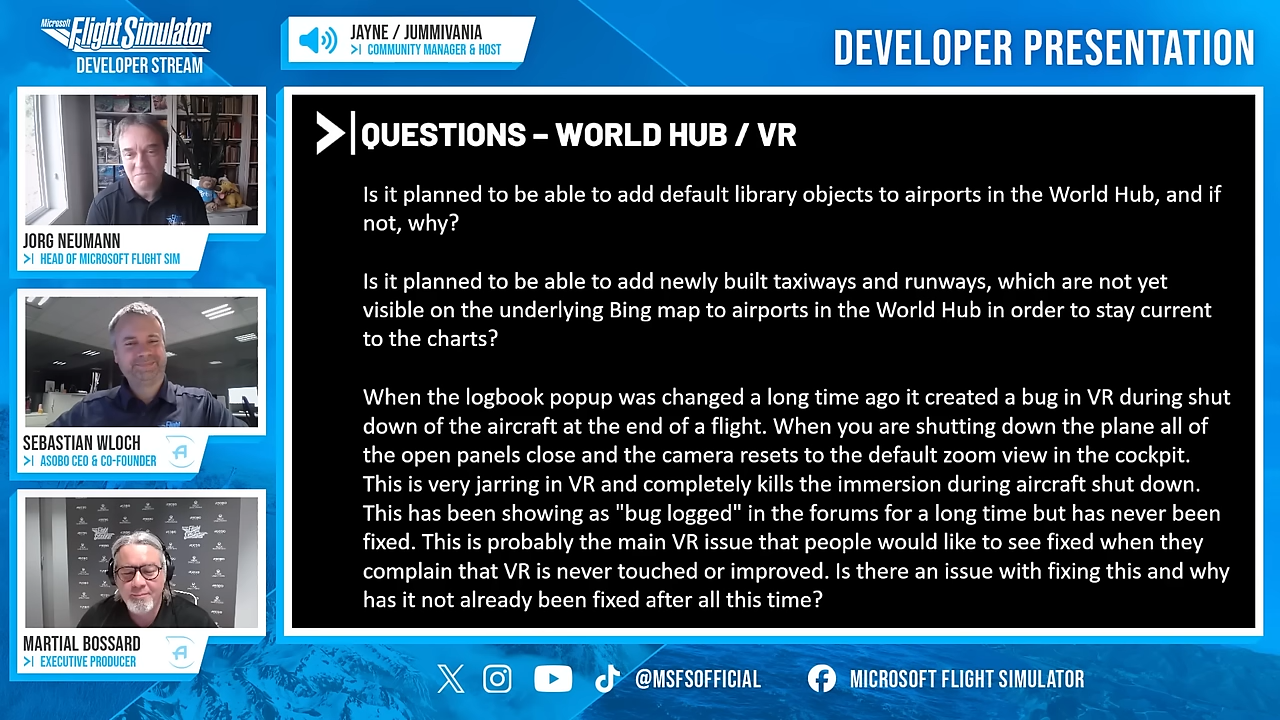 Microsoft
Flight Simulator
DEVELOPER STREAM
JAYNE / JUMMIVANIA
COMMUNITY MANAGER & HOST
DEVELOPER PRESENTATION
JORG NEUMANN
HEAD OF MICROSOFT FLIGHT SIM
SEBASTIAN WLOCH
ASOBO CEO & CO-FOUNDER
MARTIAL BOSSARD
EXECUTIVE PRODUCER
QUESTIONS – WORLD HUB / VR
Is it planned to be able to add default library objects to airports in the World Hub, and if
not, why?
Is it planned to be able to add newly built taxiways and runways, which are not yet
visible on the underlying Bing map to airports in the World Hub in order to stay current
to the charts?
When the logbook popup was changed a long time ago it created a bug in VR during shut
down of the aircraft at the end of a flight. When you are shutting down the plane all of
the open panels close and the camera resets to the default zoom view in the cockpit.
This is very jarring in VR and completely kills the immersion during aircraft shut down.
This has been showing as "bug logged" in the forums for a long time but has never been
fixed. This is probably the main VR issue that people would like to see fixed when they
complain that VR is never touched or improved. Is there an issue with fixing this and why
has it not already been fixed after all this time?
@MSFSOFFICIAL
MICROSOFT FLIGHT SIMULATOR